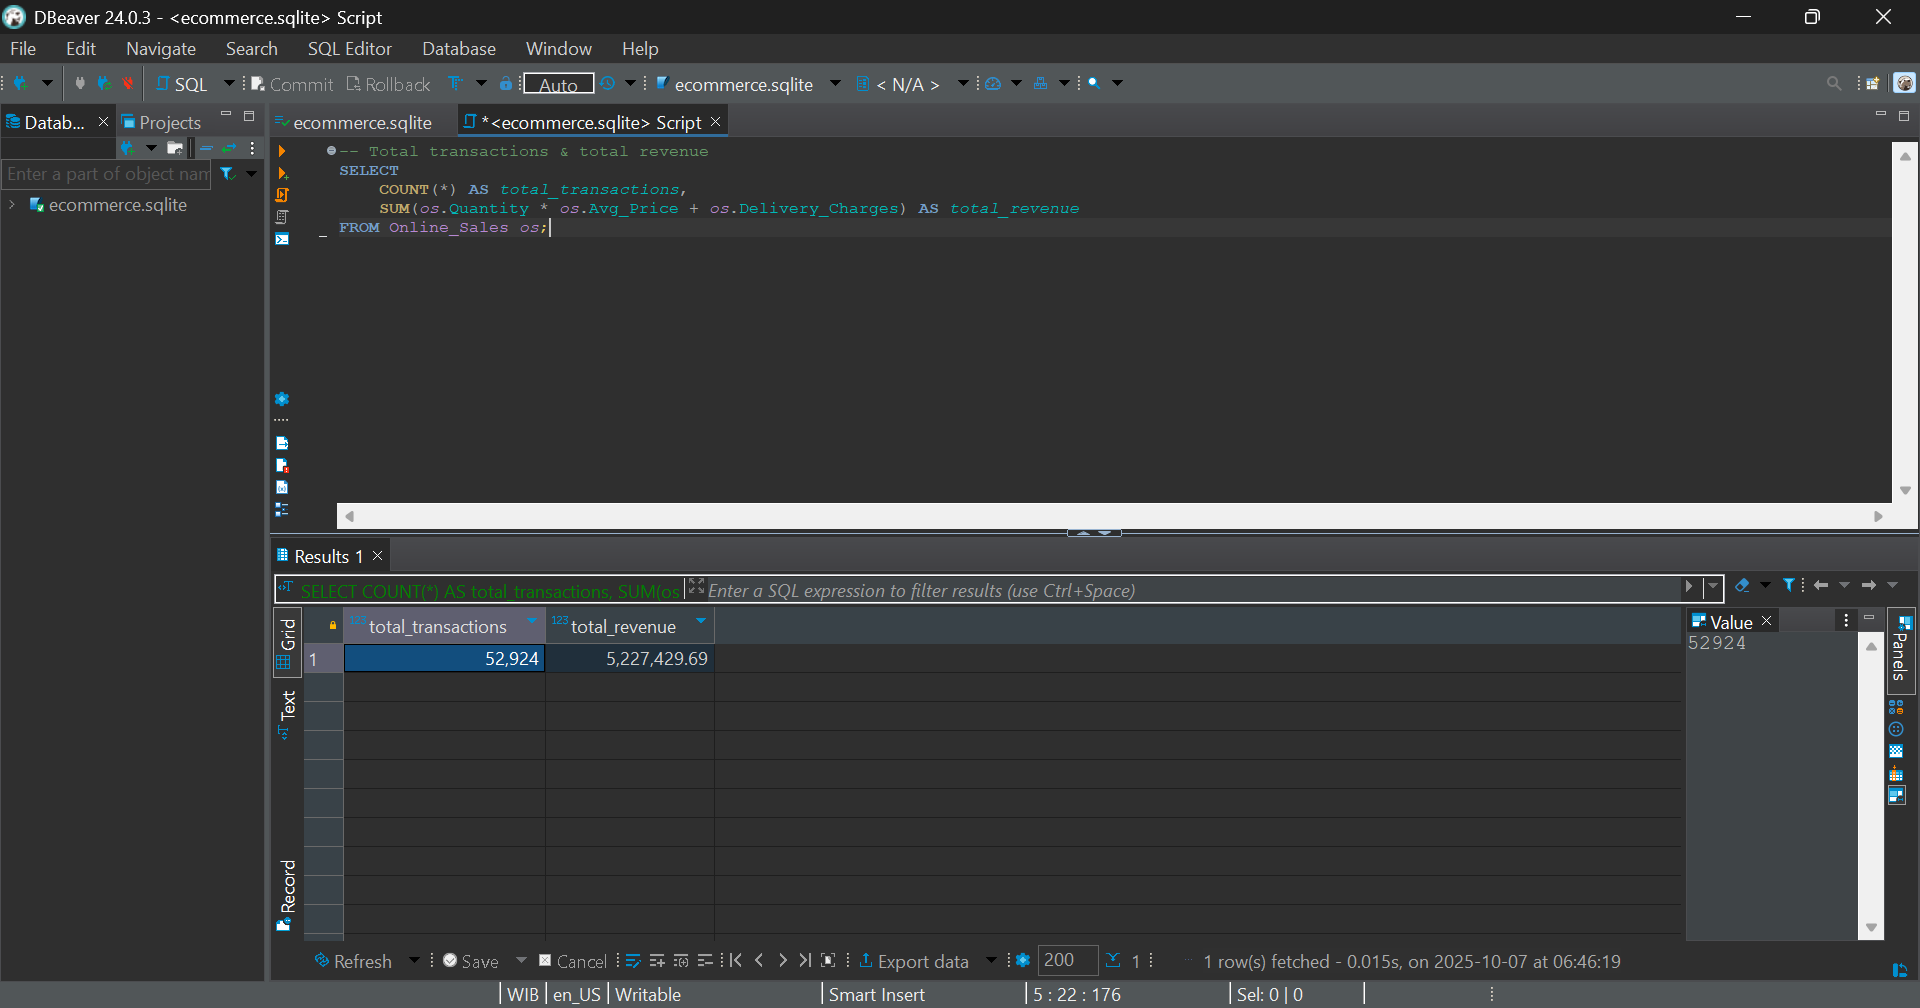 DBeaver 24.0.3 - <ecommerce.sqlite> Script
File Edit Navigate Search SQL Editor Database Window Help
SQL Commit Rollback Auto ecommerce.sqlite < N/A >
Datab... Projects
ecommerce.sqlite *<ecommerce.sqlite> Script
Enter a part of object nam
ecommerce.sqlite
-- Total transactions & total revenue
SELECT
COUNT(*) AS total_transactions,
SUM(os.Quantity * os.Avg_Price + os.Delivery_Charges) AS total_revenue
FROM Online_Sales os;
Results 1
SELECT COUNT(*) AS total_transactions, SUM(os
Enter a SQL expression to filter results (use Ctrl+Space)
Grid
Text
Record
123 total_transactions 123 total_revenue
1 52,924 5,227,429.69
Value
52924
Panels
Refresh Save Cancel Export data 200 1 1 row(s) fetched - 0.015s, on 2025-10-07 at 06:46:19
WIB en_US Writable Smart Insert 5 : 22 : 176 Sel: 0 | 0